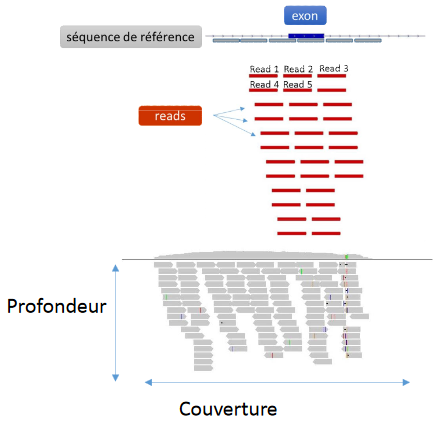 exon
séquence de référence
Read 1 Read 2 Read 3
Read 4 Read 5
reads
Profondeur
Couverture